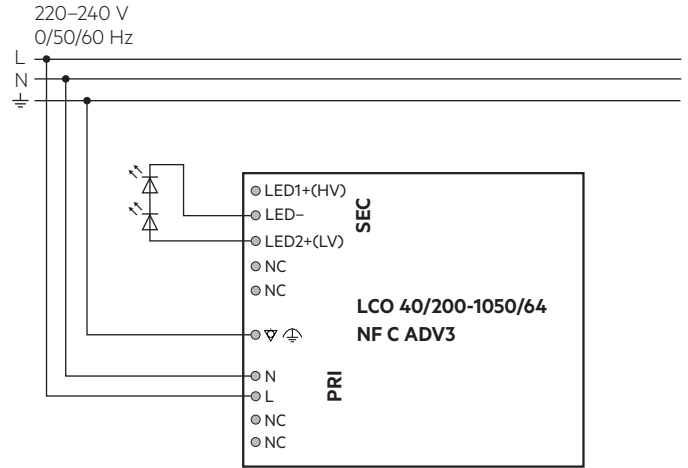 220–240 V
0/50/60 Hz
L
N
LED1+(HV)
LED–
LED2+(LV)
NC
NC
SEC
LCO 40/200-1050/64
NF C ADV3
N
L
NC
NC
PRI